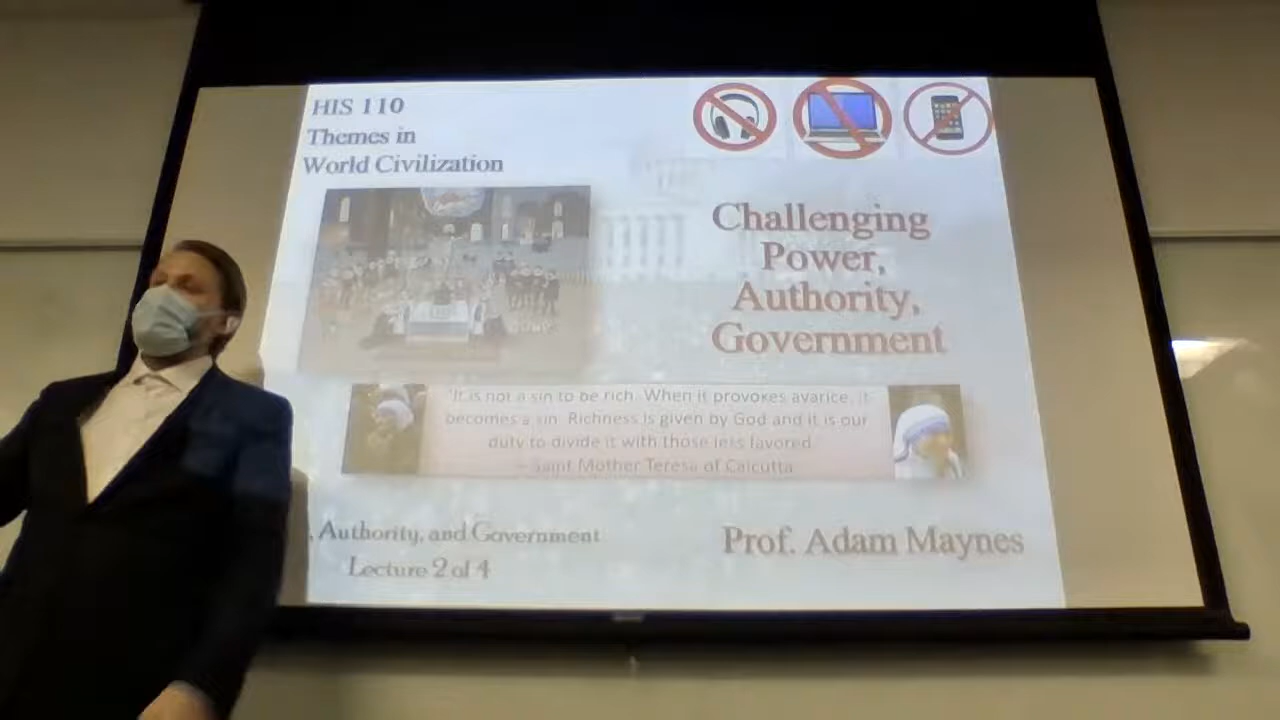 HIS 110
Themes in
World Civilization
Challenging
Power,
Authority,
Government
"It is not a sin to be rich. When it provokes avarice, it
becomes a sin. Richness is given by God and it is our
duty to divide it with those less favored.
– Saint Mother Teresa of Calcutta
, Authority, and Government
Lecture 2 of 4
Prof. Adam Maynes